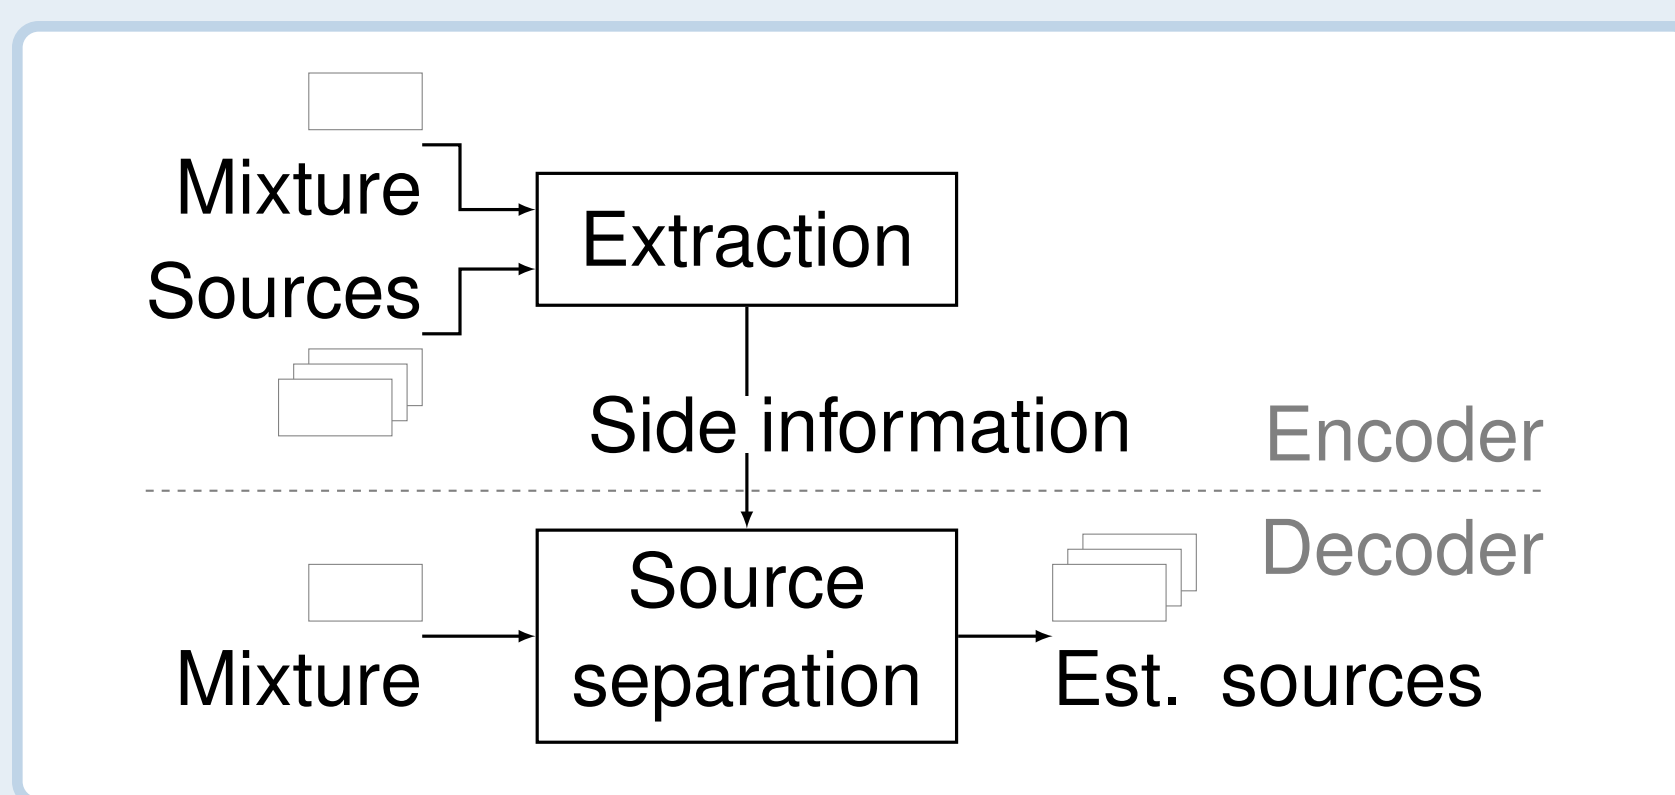 Mixture
Sources
Extraction
Side information
Encoder
Decoder
Mixture
Source
separation
Est. sources